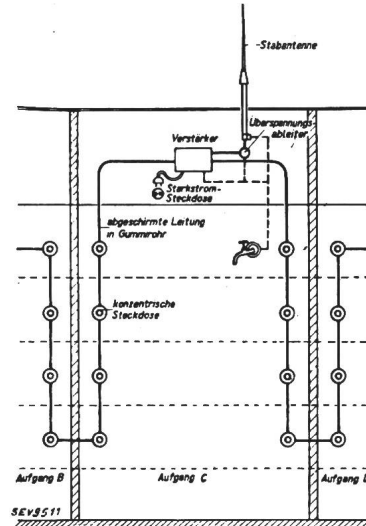 Stabantenne
Überspannungs-
ableiter
Verstärker
Starkstrom-
Steckdose
abgeschirmte Leitung
in Gummirohr
konzentrische
Steckdose
Aufgang B
Aufgang C
Aufgang
SEV9511